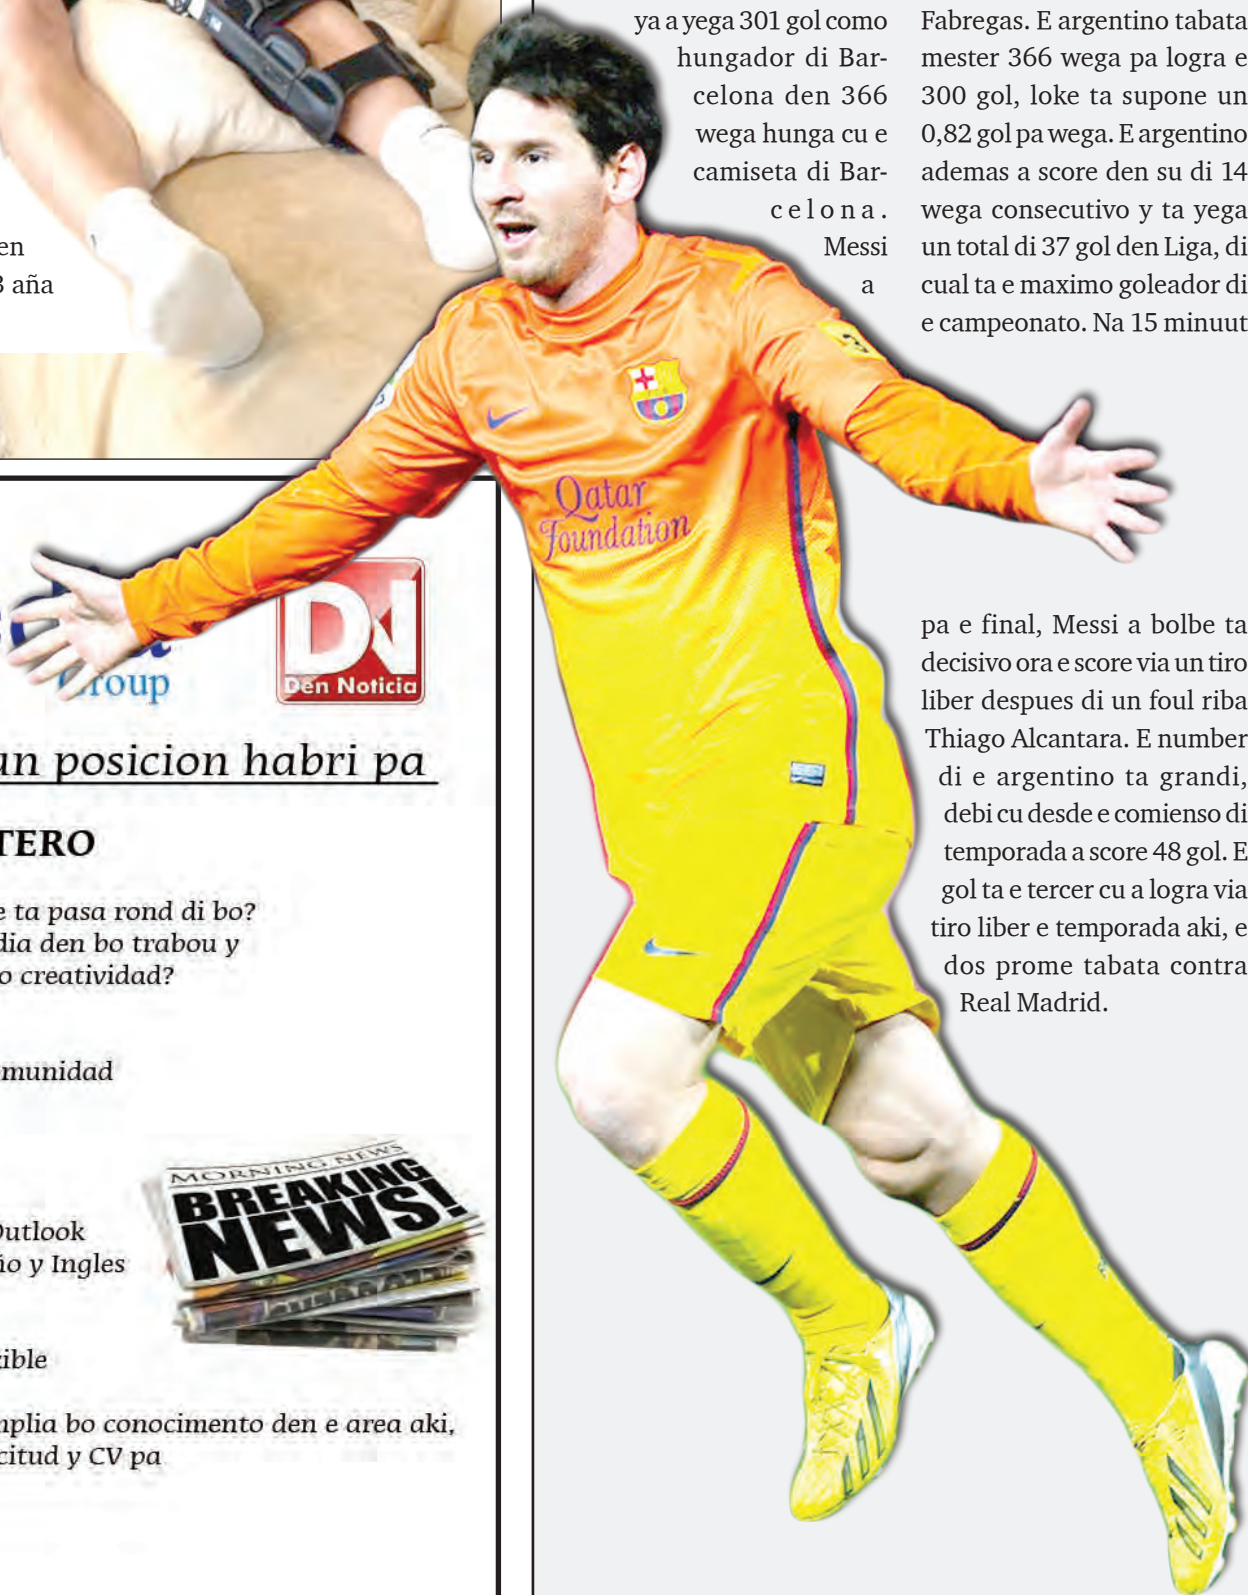 ya a yega 301 gol como
hungador di Bar-
celona den 366
wega hunga cu e
camiseta di Bar-
celona.
Messi
a
Fabregas. E argentino tabata
mester 366 wega pa logra e
300 gol, loke ta supone un
0,82 gol pa wega. E argentino
ademas a score den su di 14
wega consecutivo y ta yega
un total di 37 gol den Liga, di
cual ta e maximo goleador di
e campeonato. Na 15 minuut
pa e final, Messi a bolbe ta
decisivo ora e score via un tiro
liber despues di un foul riba
Thiago Alcantara. E number
di e argentino ta grandi,
debi cu desde e comienso di
temporada a score 48 gol. E
gol ta e tercer cu a logra via
tiro liber e temporada aki, e
dos prome tabata contra
Real Madrid.
en
3 aña
Qatar
Foundation
Group
DN
Den Noticia
un posicion habri pa
TERO
e ta pasa rond di bo?
dia den bo trabou y
o creatividad?
munidad
MORNING NEWS
BREAKING
NEWS!
Outlook
ño y Ingles
ible
mplia bo conocimento den e area aki,
citud y CV pa